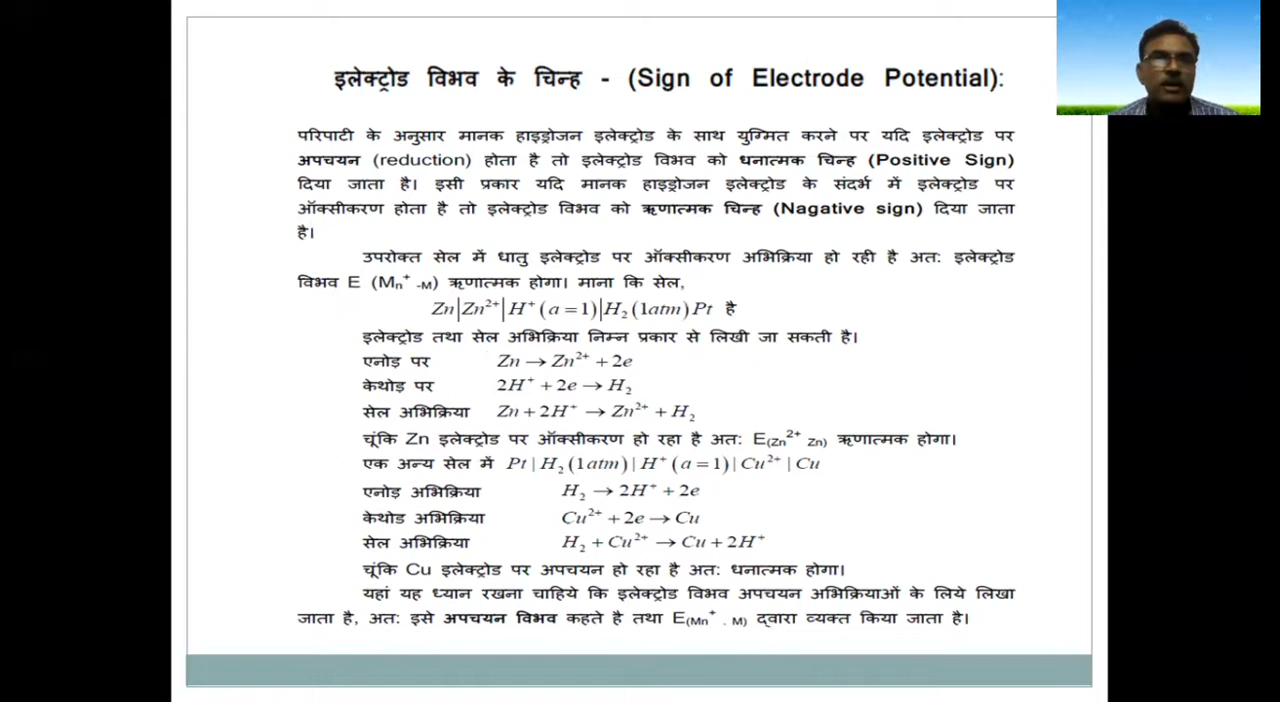 इलेक्ट्रोड विभव के चिन्ह - (Sign of Electrode Potential):
परिपाटी के अनुसार मानक हाइड्रोजन इलेक्ट्रोड के साथ युग्मित करने पर यदि इलेक्ट्रोड पर
अपचयन (reduction) होता है तो इलेक्ट्रोड विभव को धनात्मक चिन्ह (Positive Sign)
दिया जाता है। इसी प्रकार यदि मानक हाइड्रोजन इलेक्ट्रोड के संदर्भ में इलेक्ट्रोड पर
ऑक्सीकरण होता है तो इलेक्ट्रोड विभव को ऋणात्मक चिन्ह (Nagative sign) दिया जाता
है।
उपरोक्त सेल में धातु इलेक्ट्रोड पर ऑक्सीकरण अभिक्रिया हो रही है अत: इलेक्ट्रोड
विभव E (Mn⁺ -M) ऋणात्मक होगा। माना कि सेल,
Zn|Zn²⁺|H⁺(a=1)|H₂(1atm)Pt है
इलेक्ट्रोड तथा सेल अभिक्रिया निम्न प्रकार से लिखी जा सकती है।
एनोड़ पर Zn → Zn²⁺ + 2e
केथोड़ पर 2H⁺ + 2e → H₂
सेल अभिक्रिया Zn + 2H⁺ → Zn²⁺ + H₂
चूंकि Zn इलेक्ट्रोड पर ऑक्सीकरण हो रहा है अत: E(Zn²⁺ Zn) ऋणात्मक होगा।
एक अन्य सेल में Pt | H₂(1atm) | H⁺(a=1) | Cu²⁺ | Cu
एनोड़ अभिक्रिया H₂ → 2H⁺ + 2e
केथोड अभिक्रिया Cu²⁺ + 2e → Cu
सेल अभिक्रिया H₂ + Cu²⁺ → Cu + 2H⁺
चूंकि Cu इलेक्ट्रोड पर अपचयन हो रहा है अत: धनात्मक होगा।
यहां यह ध्यान रखना चाहिये कि इलेक्ट्रोड विभव अपचयन अभिक्रियाओं के लिये लिखा
जाता है, अत: इसे अपचयन विभव कहते है तथा E(Mn⁺ . M) द्वारा व्यक्त किया जाता है।